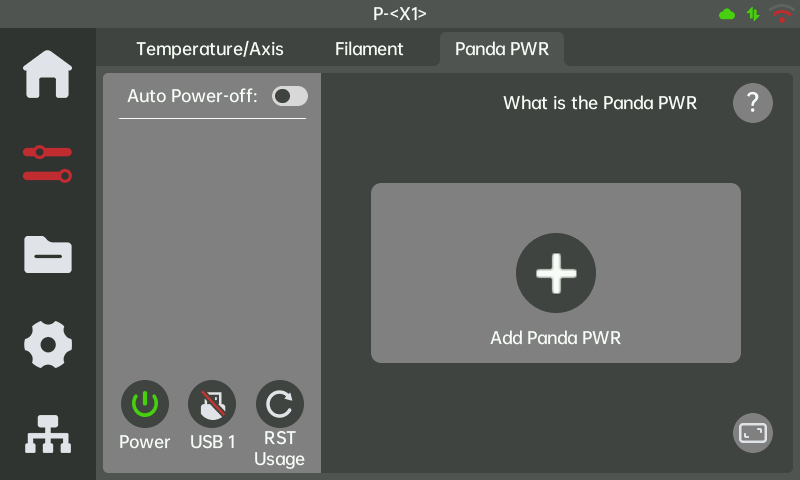 P-<X1>
Temperature/Axis
Filament
Panda PWR
Auto Power-off:
What is the Panda PWR
?
Add Panda PWR
Power
USB 1
RST
Usage